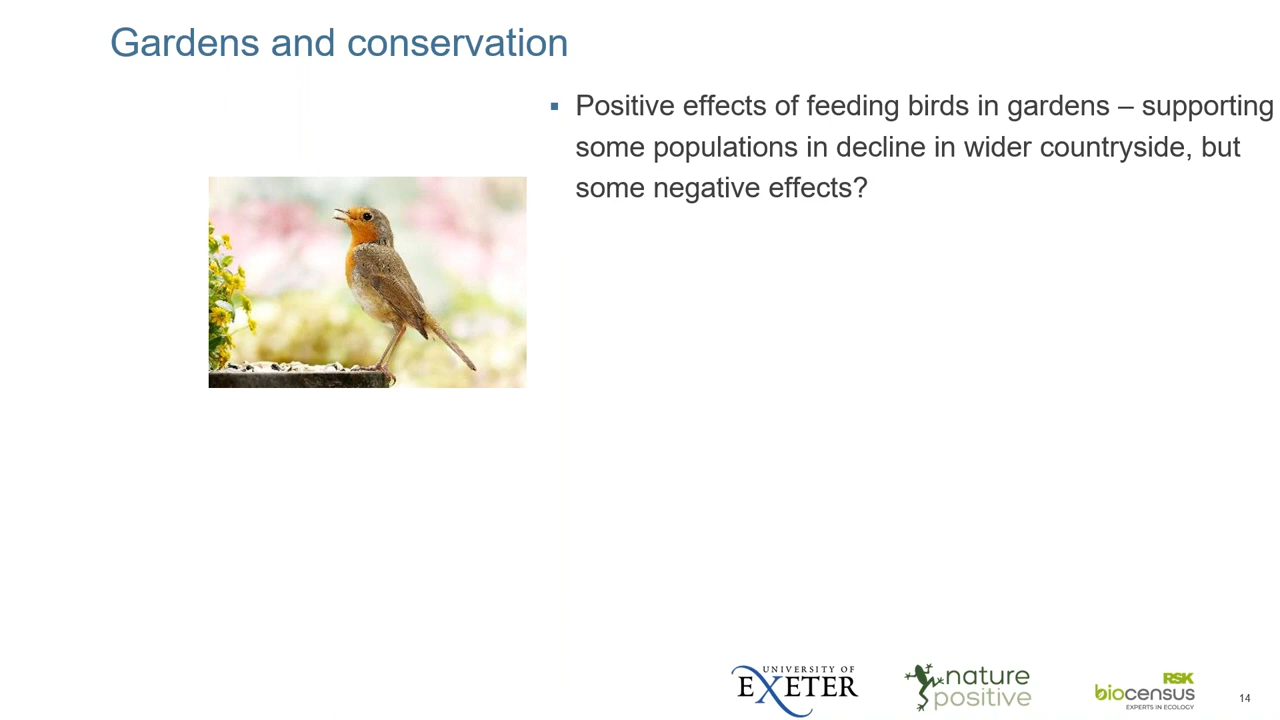 Gardens and conservation
▪ Positive effects of feeding birds in gardens – supporting
some populations in decline in wider countryside, but
some negative effects?
UNIVERSITY OF
EXETER
nature
positive
RSK
biocensus
EXPERTS IN ECOLOGY
14